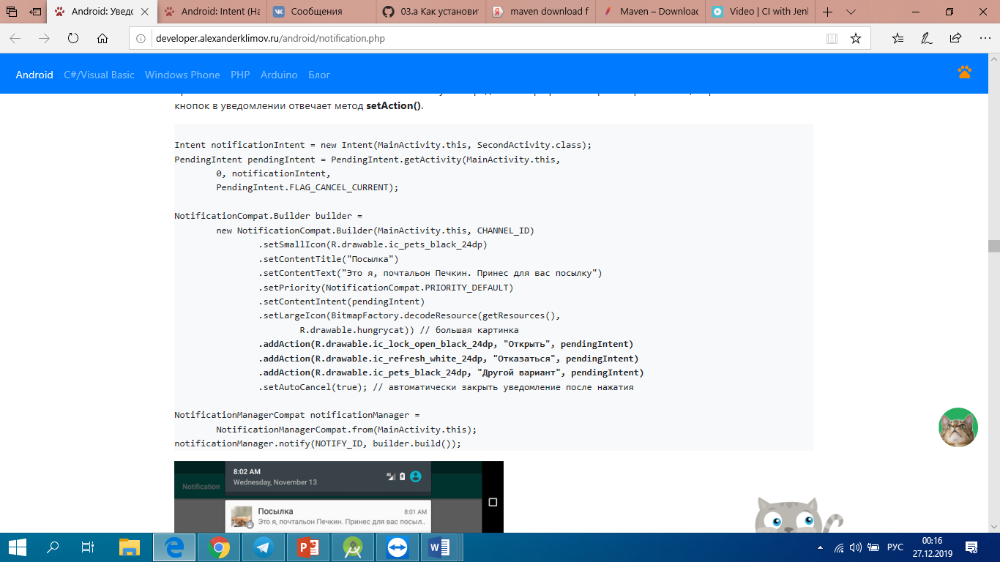 Android: Уведо
Android: Intent (На
Сообщения
03.а Как установит
maven download f
Maven – Downloac
Video | CI with Jenl
developer.alexanderklimov.ru/android/notification.php
Android C#/Visual Basic Windows Phone PHP Arduino Блог
кнопок в уведомлении отвечает метод setAction().
Intent notificationIntent = new Intent(MainActivity.this, SecondActivity.class);
PendingIntent pendingIntent = PendingIntent.getActivity(MainActivity.this,
0, notificationIntent,
PendingIntent.FLAG_CANCEL_CURRENT);
NotificationCompat.Builder builder =
new NotificationCompat.Builder(MainActivity.this, CHANNEL_ID)
.setSmallIcon(R.drawable.ic_pets_black_24dp)
.setContentTitle("Посылка")
.setContentText("Это я, почтальон Печкин. Принес для вас посылку")
.setPriority(NotificationCompat.PRIORITY_DEFAULT)
.setContentIntent(pendingIntent)
.setLargeIcon(BitmapFactory.decodeResource(getResources(),
R.drawable.hungrycat)) // большая картинка
.addAction(R.drawable.ic_lock_open_black_24dp, "Открыть", pendingIntent)
.addAction(R.drawable.ic_refresh_white_24dp, "Отказаться", pendingIntent)
.addAction(R.drawable.ic_pets_black_24dp, "Другой вариант", pendingIntent)
.setAutoCancel(true); // автоматически закрыть уведомление после нажатия
NotificationManagerCompat notificationManager =
NotificationManagerCompat.from(MainActivity.this);
notificationManager.notify(NOTIFY_ID, builder.build());
8:02 AM
Wednesday, November 13
4G
Notification
Посылка 8:01 AM
Это я, почтальон Печкин. Принес для вас посыл..
РУС
00:16
27.12.2019